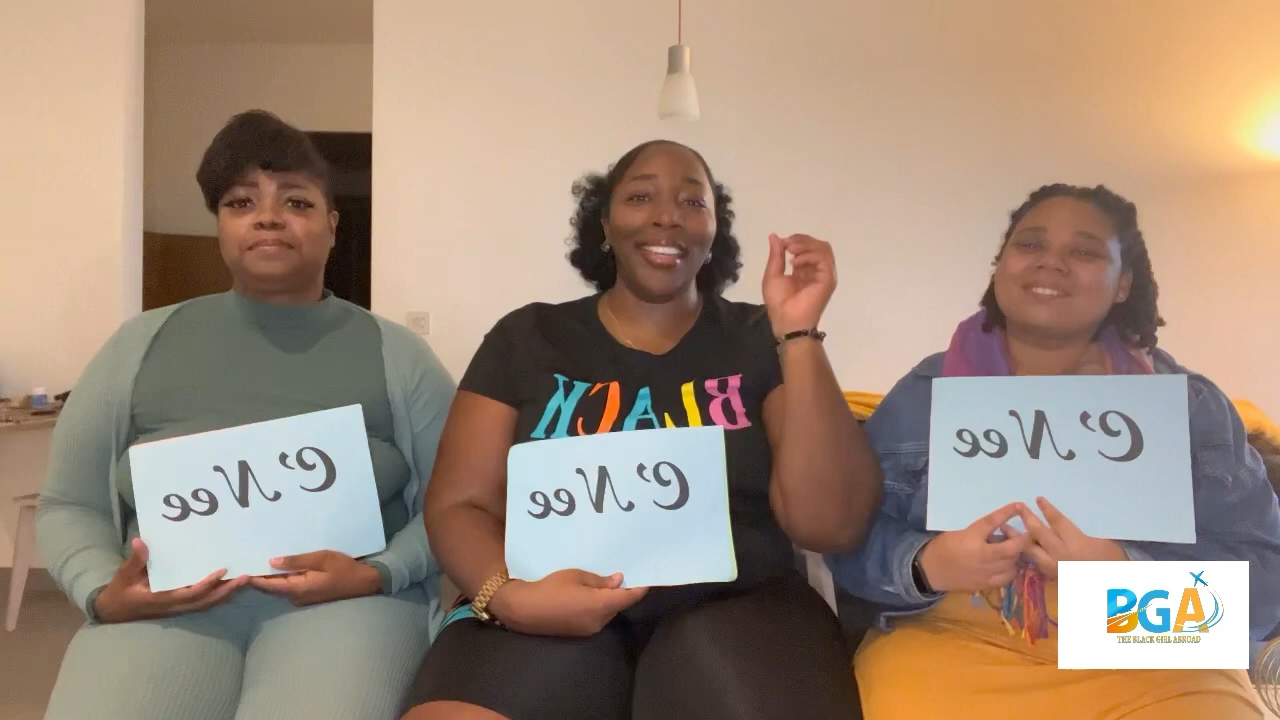 BLACK
C'Nee
C'Nee
C'Nee
BGA
THE BLACK GIRL ABROAD